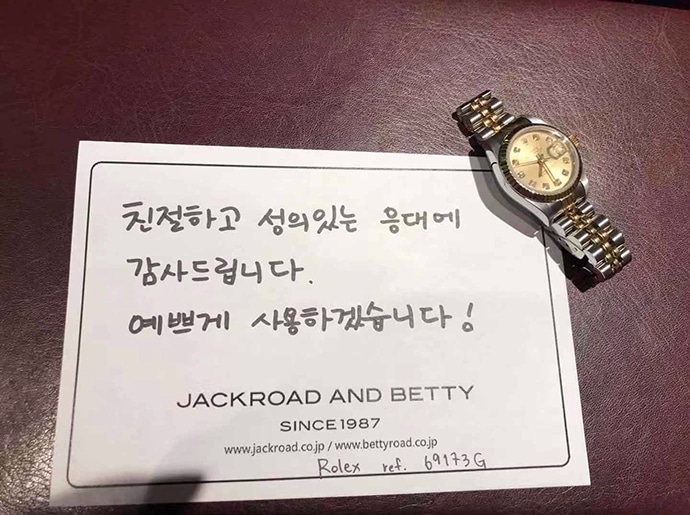 친절하고 성의있는 응대에
감사드립니다.
예쁘게 사용하겠습니다!
JACKROAD AND BETTY
SINCE1987
www.jackroad.co.jp / www.bettyroad.co.jp
Rolex ref. 69173G